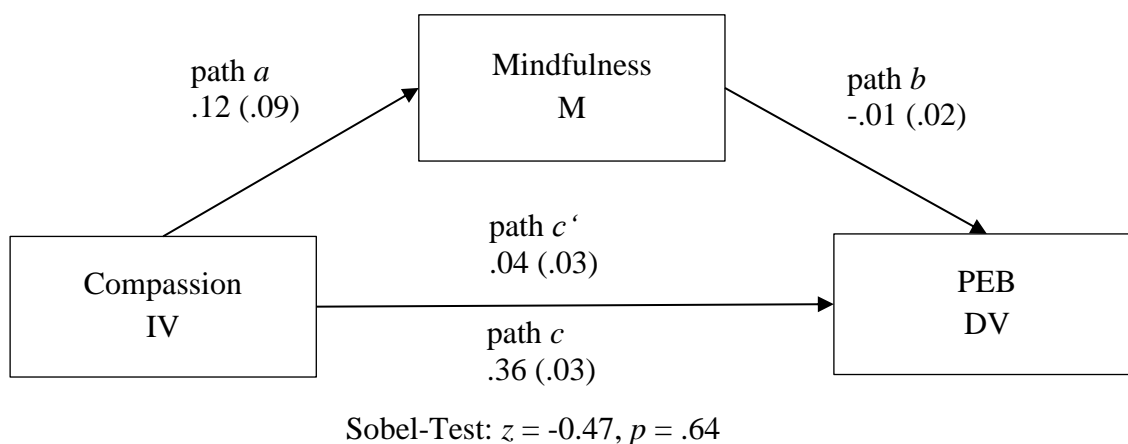 path a
.12 (.09)
Mindfulness
M
path b
-.01 (.02)
path c‘
.04 (.03)
Compassion
IV
PEB
DV
path c
.36 (.03)
Sobel-Test: z = -0.47, p = .64